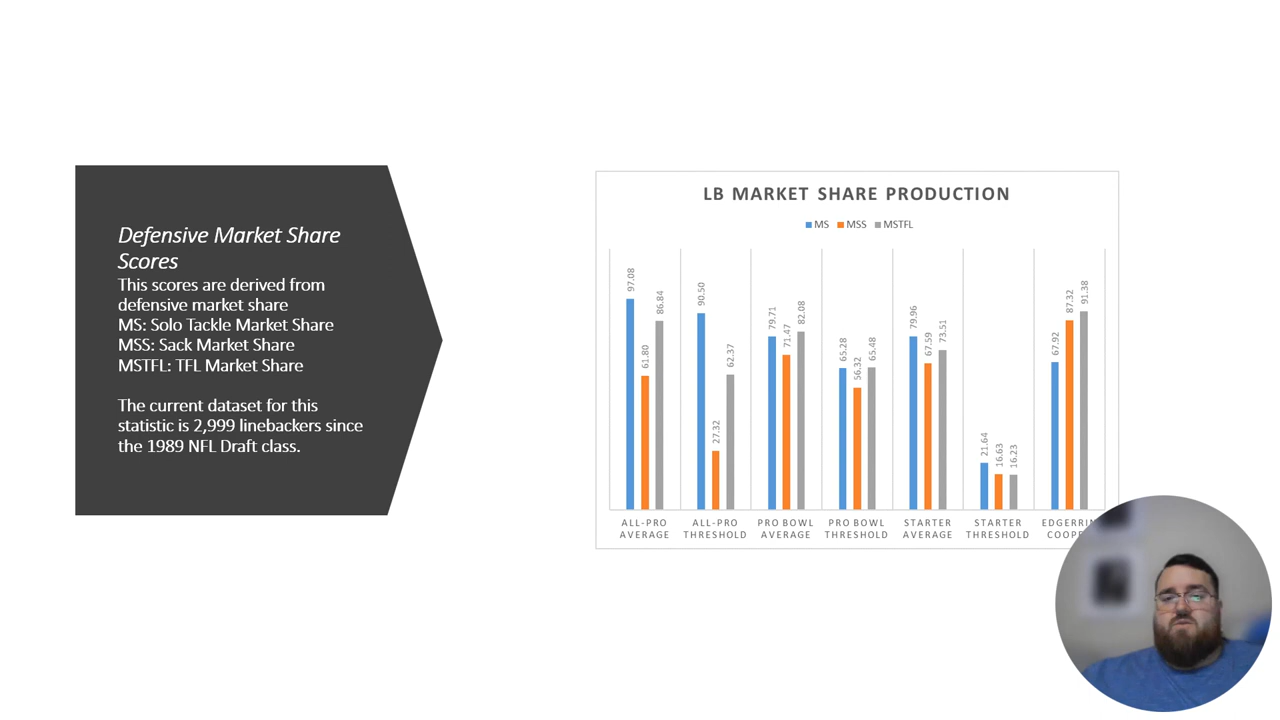 Defensive Market Share
Scores
This scores are derived from
defensive market share
MS: Solo Tackle Market Share
MSS: Sack Market Share
MSTFL: TFL Market Share
The current dataset for this
statistic is 2,999 linebackers since
the 1989 NFL Draft class.
LB MARKET SHARE PRODUCTION
MS MSS MSTFL
97.08 61.80 86.84
90.50 27.32 62.37
79.71 71.47 82.08
65.28 56.32 65.48
79.96 67.59 73.51
21.64 16.63 16.23
67.92 87.32 91.38
ALL-PRO AVERAGE
ALL-PRO THRESHOLD
PRO BOWL AVERAGE
PRO BOWL THRESHOLD
STARTER AVERAGE
STARTER THRESHOLD